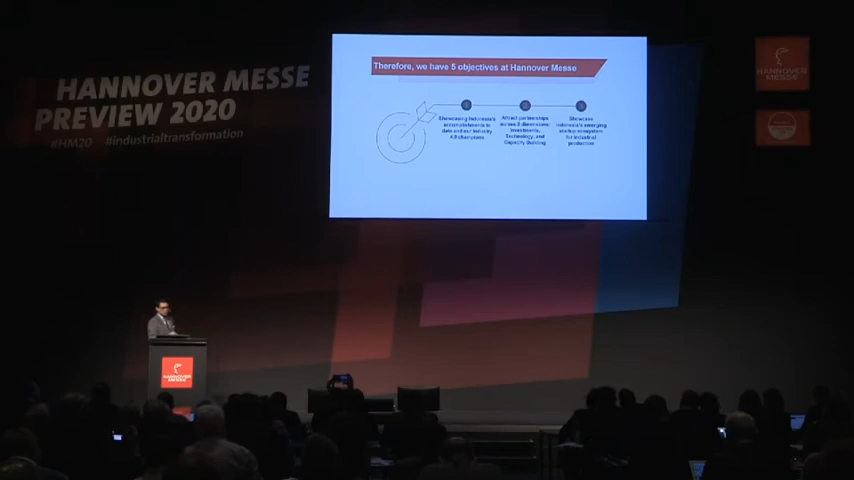 HANNOVER MESSE
PREVIEW 2020
#HM20 #industrialtransformation
Therefore, we have 5 objectives at Hannover Messe
Showcasing Indonesia's
accomplishments to
date and our Industry
4.0 champions
Attract partnerships
across 3 dimensions:
Investments,
Technology, and
Capacity Building
Showcase
Indonesia's emerging
startup ecosystem
for industrial
production
HANNOVER
MESSE
HANNOVER
MESSE